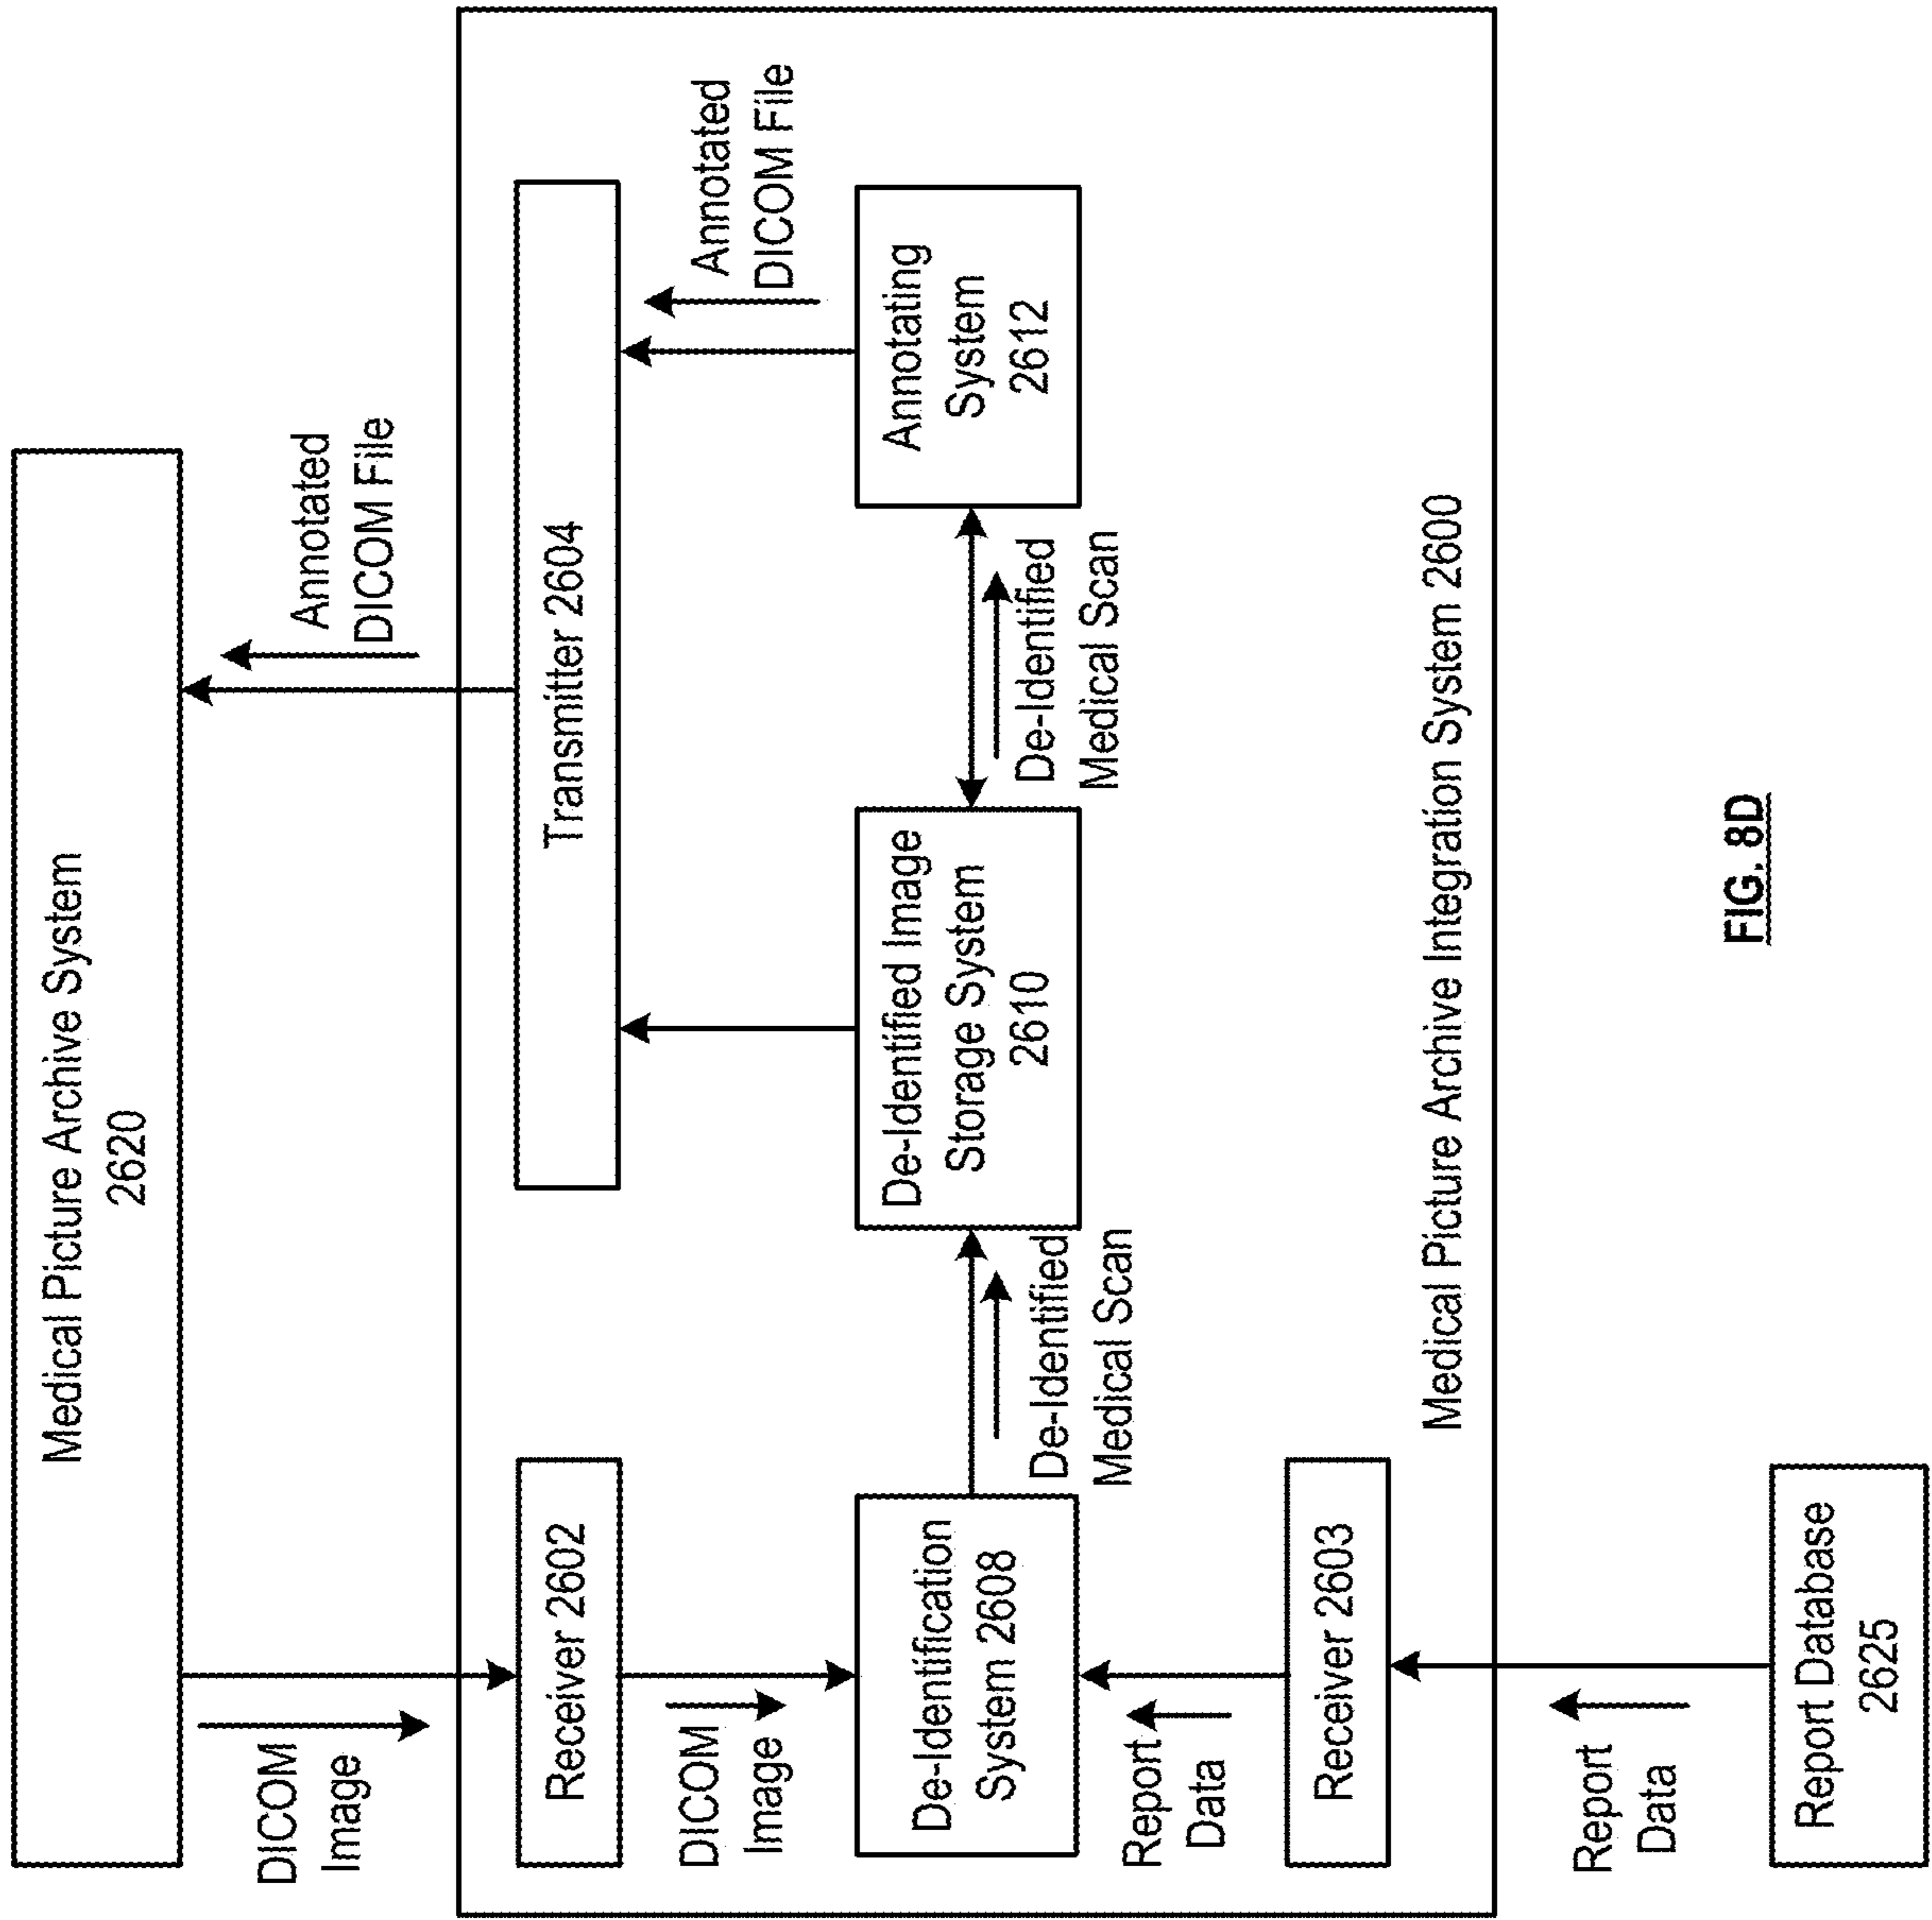 Medical Picture Archive System
2620
DICOM
Image
Annotated
DICOM File
Receiver 2602
Transmitter 2604
DICOM
Image
Annotated
DICOM File
De-Identification
System 2608
De-Identified
Medical Scan
De-Identified Image
Storage System
2610
De-Identified
Medical Scan
Annotating
System
2612
Report
Data
Receiver 2603
Medical Picture Archive Integration System 2600
Report
Data
Report Database
2625
FIG. 8D